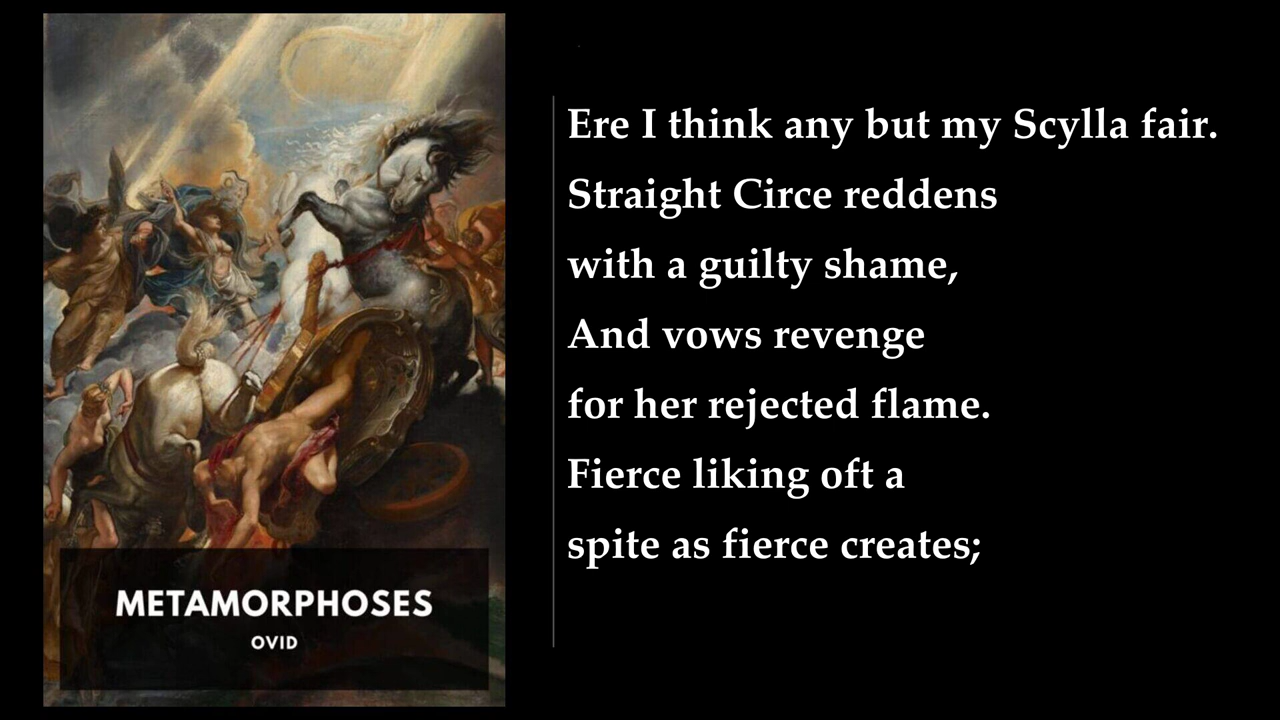 METAMORPHOSES
OVID
Ere I think any but my Scylla fair.
Straight Circe reddens
with a guilty shame,
And vows revenge
for her rejected flame.
Fierce liking oft a
spite as fierce creates;